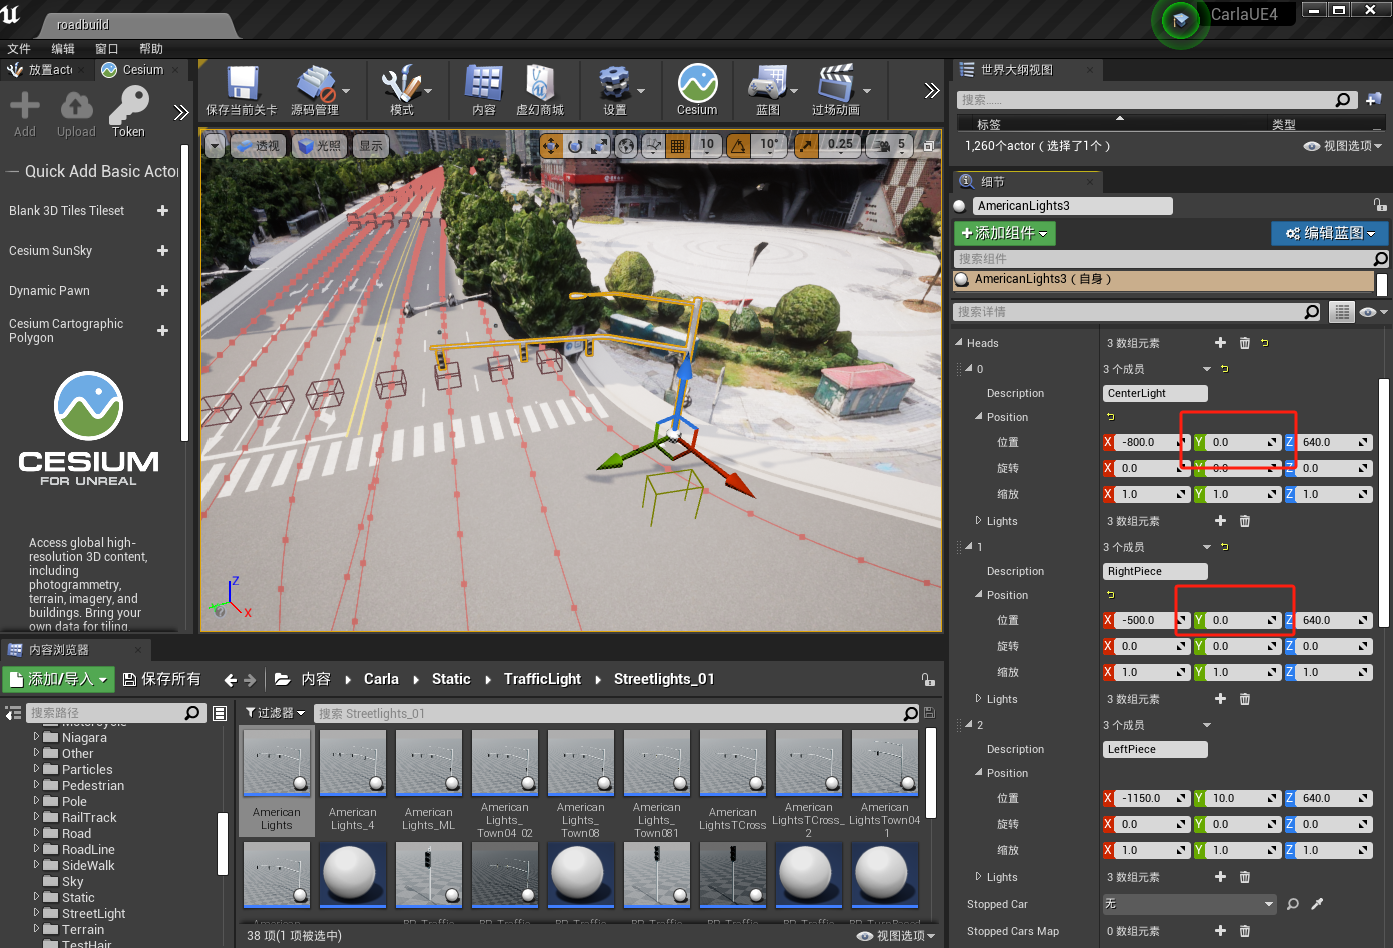 roadbuild
CarlaUE4
文件 编辑 窗口 帮助
放置acto
Cesium
Add
Upload
Token
Quick Add Basic Actor
Blank 3D Tiles Tileset
Cesium SunSky
Dynamic Pawn
Cesium Cartographic
Polygon
CESIUM
FOR UNREAL
Access global high-
resolution 3D content,
including
photogrammetry,
terrain, imagery, and
buildings. Bring your
own data for tiling,
保存当前关卡 源码管理 模式 内容 虚幻商城 设置 Cesium 蓝图 过场动画
透视 光照 显示 10 10° 0.25 5
Z
X
世界大纲视图
搜索......
标签 类型
1,260个actor（选择了1个）
视图选项
细节
AmericanLights3
添加组件
编辑蓝图
搜索组件
AmericanLights3（自身）
搜索详情
Heads 3 数组元素
0 3 个成员
Description CenterLight
Position
位置 X -800.0 Y 0.0 Z 640.0
旋转 X 0.0 Y 0.0 Z 0.0
缩放 X 1.0 Y 1.0 Z 1.0
Lights 3 数组元素
1 3 个成员
Description RightPiece
Position
位置 X -500.0 Y 0.0 Z 640.0
旋转 X 0.0 Y 0.0 Z 0.0
缩放 X 1.0 Y 1.0 Z 1.0
Lights 3 数组元素
2 3 个成员
Description LeftPiece
Position
位置 X -1150.0 Y 10.0 Z 640.0
旋转 X 0.0 Y 0.0 Z 0.0
缩放 X 1.0 Y 1.0 Z 1.0
Lights 3 数组元素
Stopped Car 无
Stopped Cars Map 0 数组元素
内容浏览器
添加/导入 保存所有 内容 Carla Static TrafficLight Streetlights_01
搜索路径
过滤器 搜索 Streetlights_01
Motorcycle
Niagara
Other
Particles
Pedestrian
Pole
RailTrack
Road
RoadLine
SideWalk
Sky
Static
StreetLight
Terrain
TestHair
American
Lights
American
Lights_4
American
Lights_ML
American
Lights_
Town04_02
American
Lights_
Town08
American
Lights_
Town081
American
LightsTCross
American
LightsTCross_
2
American
LightsTown04
1
38 项(1 项被选中)
视图选项